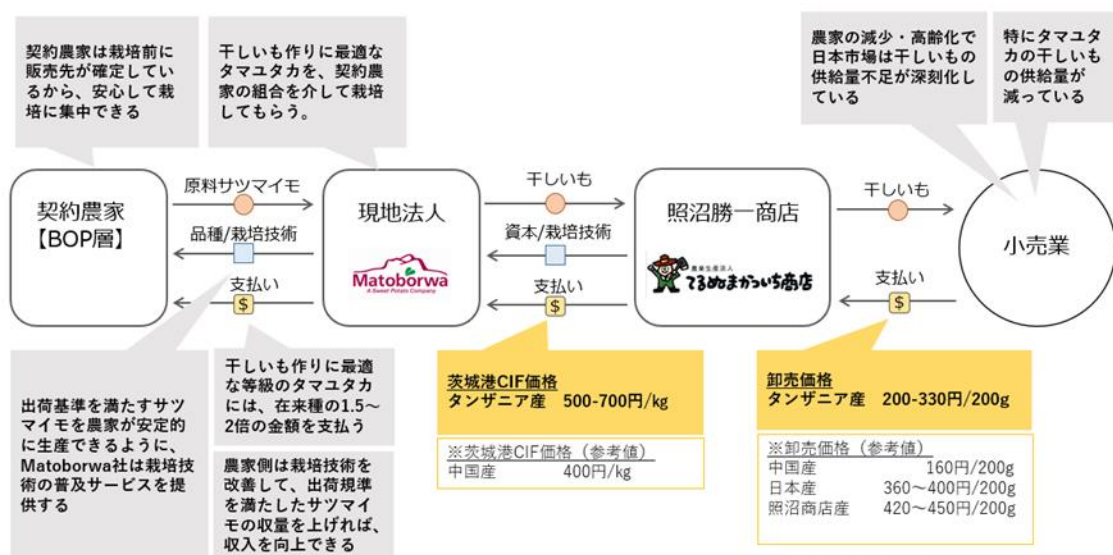 契約農家は栽培前に
販売先が確定してい
るから、安心して栽
培に集中できる
干しいも作りに最適な
タマユタカを、契約農
家の組合を介して栽培
してもらう。
農家の減少・高齢化で
日本市場は干しいもの
供給量不足が深刻化し
ている
特にタマユタ
カの干しいも
の供給量が
減っている
契約農家
【BOP層】
原料サツマイモ
品種/栽培技術
支払い
$
現地法人
Matoborwa
A Sweet Potato Company
干しいも
資本/栽培技術
支払い
$
照沼勝一商店
農業生産法人
てるぬまかついち商店
干しいも
支払い
$
小売業
出荷基準を満たすサツ
マイモを農家が安定的
に生産できるように、
Matoborwa社は栽培技
術の普及サービスを提
供する
干しいも作りに最適
な等級のタマユタカ
には、在来種の1.5～
2倍の金額を支払う
農家側は栽培技術を
改善して、出荷規準
を満たしたサツマイ
モの収量を上げれば、
収入を向上できる
茨城港CIF価格
タンザニア産 500-700円/kg
※茨城港CIF価格（参考値）
中国産 400円/kg
卸売価格
タンザニア産 200-330円/200g
※卸売価格（参考値）
中国産 160円/200g
日本産 360～400円/200g
照沼商店産 420～450円/200g